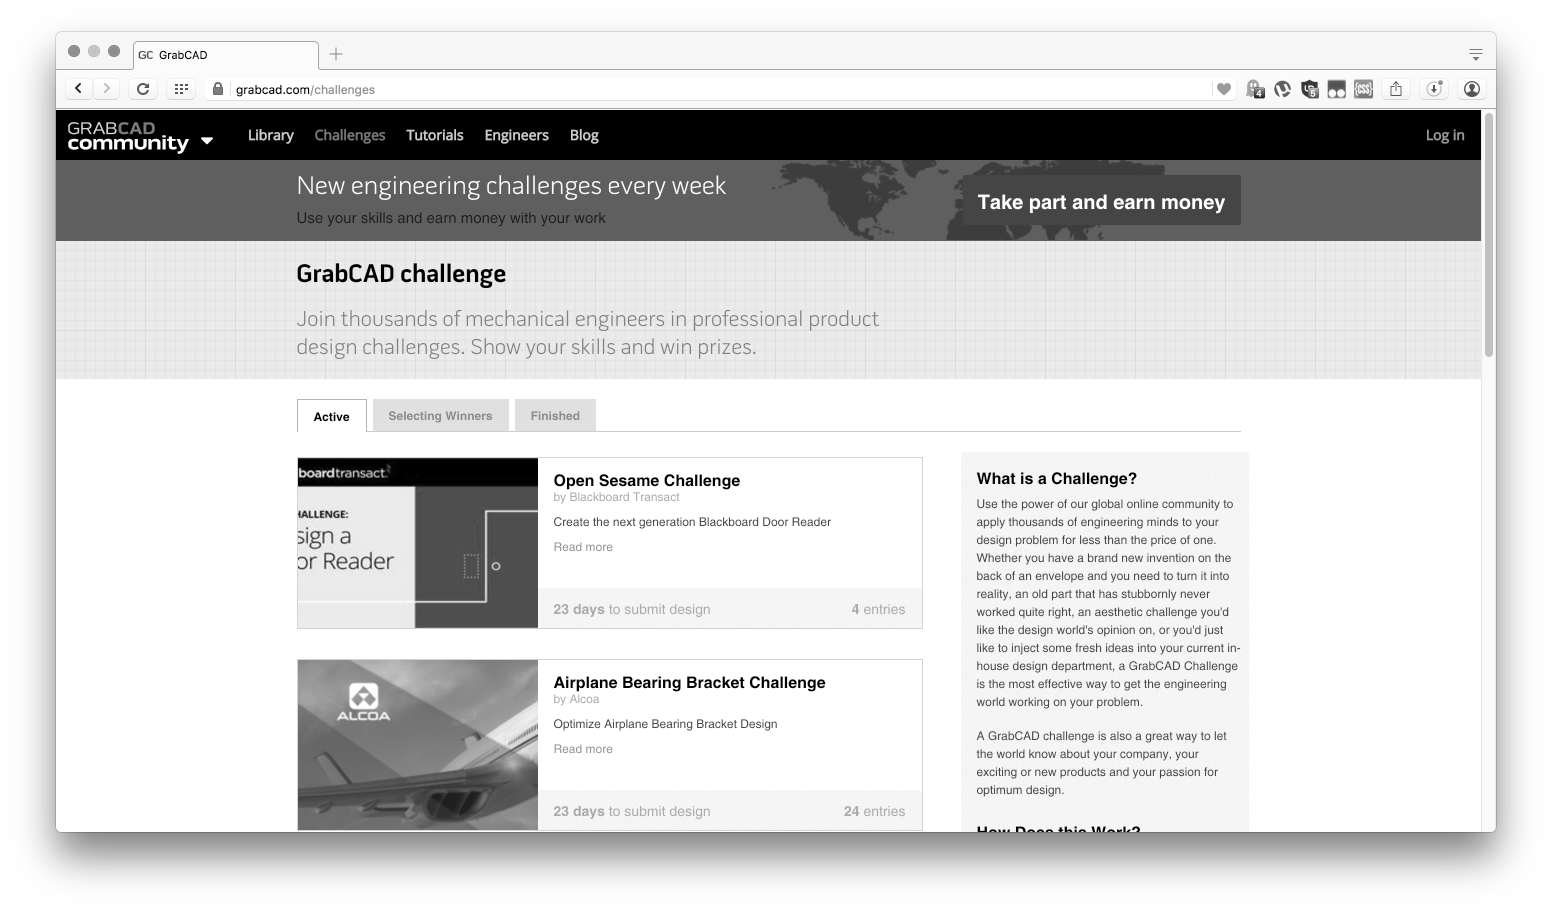 GC GrabCAD
grabcad.com/challenges
4
5
{css}
GRABCAD
community
Library Challenges Tutorials Engineers Blog
Log in
New engineering challenges every week
Use your skills and earn money with your work
Take part and earn money
GrabCAD challenge
Join thousands of mechanical engineers in professional product
design challenges. Show your skills and win prizes.
Active Selecting Winners Finished
boardtransact.
HALLENGE:
sign a
or Reader
Open Sesame Challenge
by Blackboard Transact
Create the next generation Blackboard Door Reader
Read more
23 days to submit design 4 entries
ALCOA
Airplane Bearing Bracket Challenge
by Alcoa
Optimize Airplane Bearing Bracket Design
Read more
23 days to submit design 24 entries
What is a Challenge?
Use the power of our global online community to
apply thousands of engineering minds to your
design problem for less than the price of one.
Whether you have a brand new invention on the
back of an envelope and you need to turn it into
reality, an old part that has stubbornly never
worked quite right, an aesthetic challenge you'd
like the design world's opinion on, or you'd just
like to inject some fresh ideas into your current in-
house design department, a GrabCAD Challenge
is the most effective way to get the engineering
world working on your problem.
A GrabCAD challenge is also a great way to let
the world know about your company, your
exciting or new products and your passion for
optimum design.
How Does this Work?